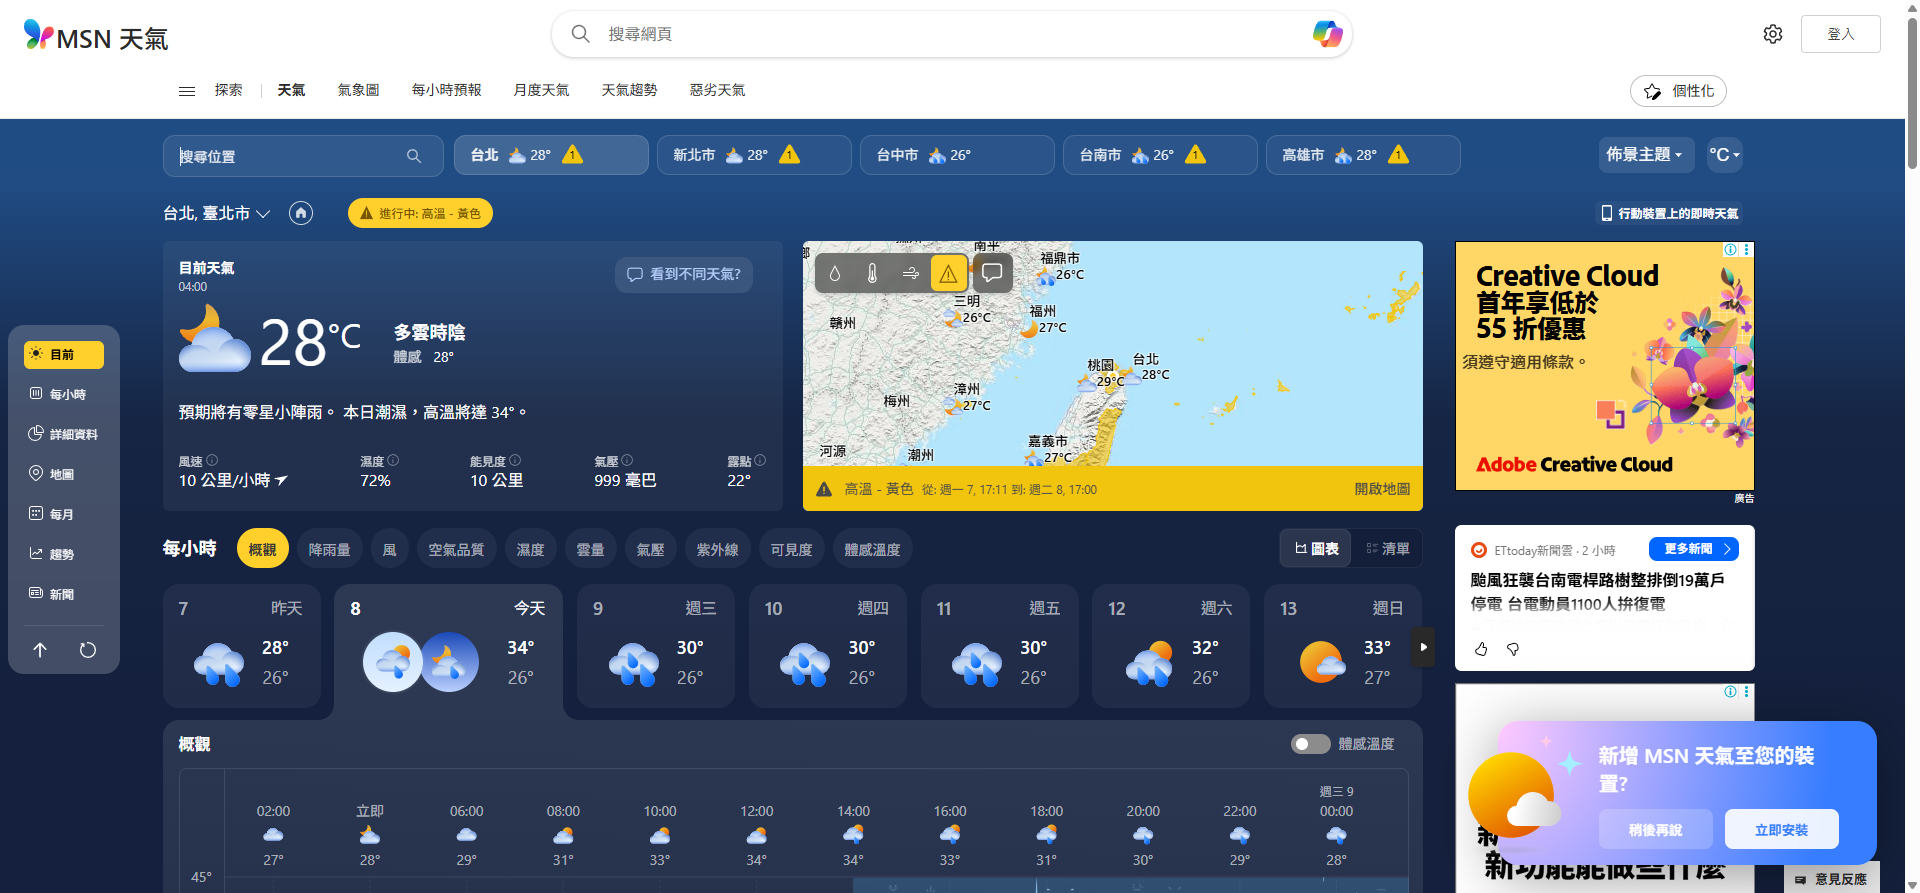 MSN 天氣
搜尋網頁
登入
探索
天氣
氣象圖
每小時預報
月度天氣
天氣趨勢
惡劣天氣
個性化
搜尋位置
台北 28° 1
新北市 28° 1
台中市 26°
台南市 26° 1
高雄市 28° 1
佈景主題
°C
台北, 臺北市
進行中: 高溫 - 黃色
行動裝置上的即時天氣
目前
每小時
詳細資料
地圖
每月
趨勢
新聞
目前天氣
04:00
看到不同天氣?
28°C
多雲時陰
體感 28°
預期將有零星小陣雨。 本日潮濕，高溫將達 34°。
風速
10 公里/小時
濕度
72%
能見度
10 公里
氣壓
999 毫巴
露點
22°
南平
福鼎市
26°C
三明
26°C
福州
27°C
贛州
桃園
29°C
台北
28°C
漳州
27°C
梅州
嘉義市
27°C
河源
潮州
高溫 - 黃色 從: 週一 7, 17:11 到: 週二 8, 17:00
開啟地圖
Creative Cloud
首年享低於
55 折優惠
須遵守適用條款。
Adobe Creative Cloud
廣告
每小時
概觀
降雨量
風
空氣品質
濕度
雲量
氣壓
紫外線
可見度
體感溫度
圖表
清單
7 昨天
28°
26°
8 今天
34°
26°
9 週三
30°
26°
10 週四
30°
26°
11 週五
30°
26°
12 週六
32°
26°
13 週日
33°
27°
ETtoday新聞雲 · 2 小時
更多新聞
颱風狂襲台南電桿路樹整排倒19萬戶
停電 台電動員1100人拚復電
概觀
體感溫度
週三 9
02:00 立即 06:00 08:00 10:00 12:00 14:00 16:00 18:00 20:00 22:00 00:00
27° 28° 29° 31° 33° 34° 34° 33° 31° 30° 29° 28°
45°
新增 MSN 天氣至您的裝
置?
稍後再說
立即安裝
新功能能做些什麼
意見反應